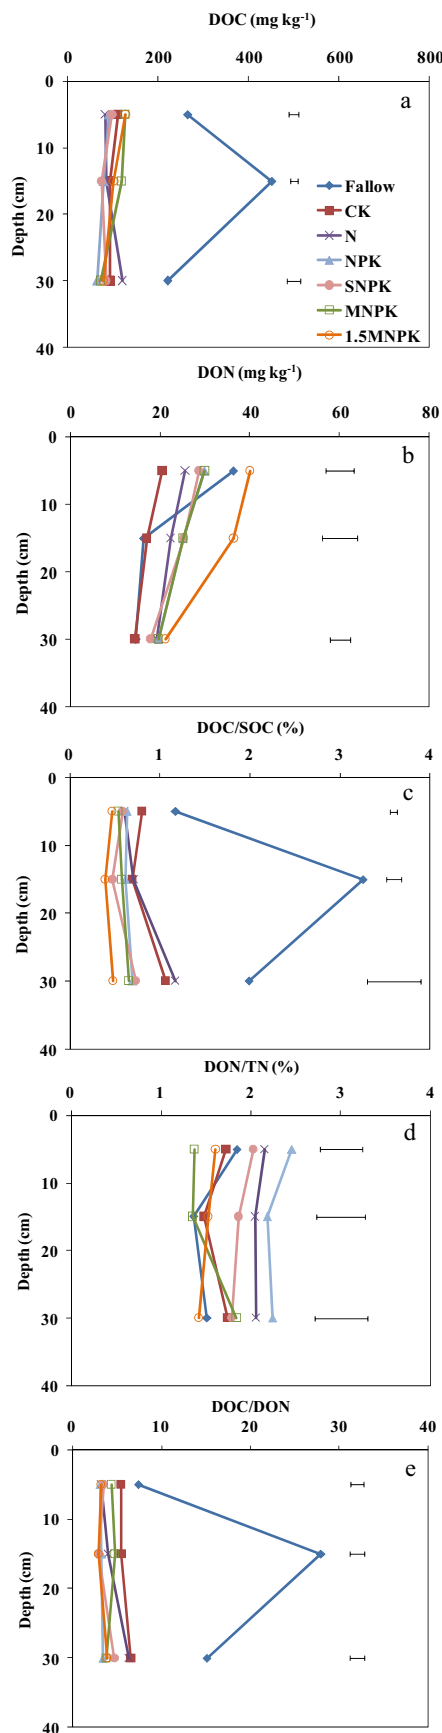 DOC (mg kg⁻¹)
0 200 400 600 800
0
10
20
30
40
Depth (cm)
a
Fallow
CK
N
NPK
SNPK
MNPK
1.5MNPK
DON (mg kg⁻¹)
0 20 40 60 80
0
10
20
30
40
Depth (cm)
b
DOC/SOC (%)
0 1 2 3 4
0
10
20
30
40
Depth (cm)
c
DON/TN (%)
0 1 2 3 4
0
10
20
30
40
Depth (cm)
d
DOC/DON
0 10 20 30 40
0
10
20
30
40
Depth (cm)
e